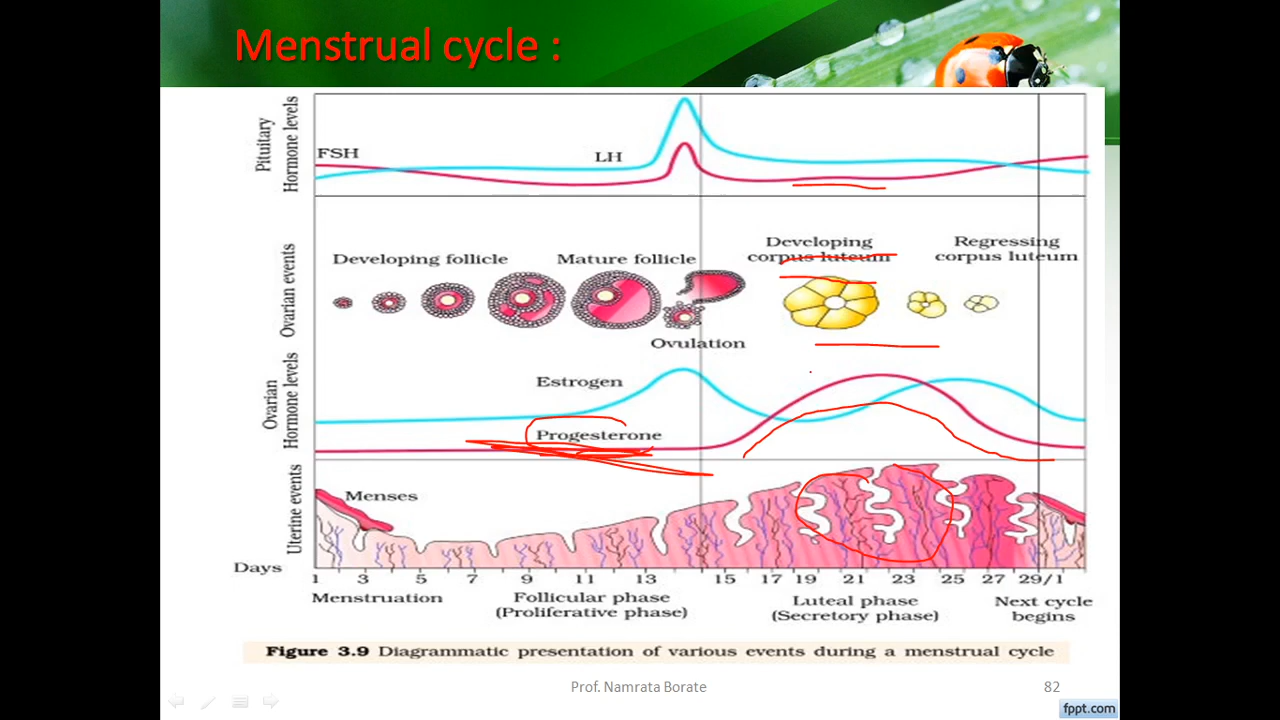 Menstrual cycle :
Pituitary
Hormone levels
FSH
LH
Ovarian events
Developing follicle
Mature follicle
Developing
corpus luteum
Regressing
corpus luteum
Ovulation
Ovarian
Hormone levels
Estrogen
Progesterone
Uterine events
Menses
Days
1 3 5 7 9 11 13 15 17 19 21 23 25 27 29/1
Menstruation
Follicular phase
(Proliferative phase)
Luteal phase
(Secretory phase)
Next cycle
begins
Figure 3.9 Diagrammatic presentation of various events during a menstrual cycle
Prof. Namrata Borate
82
fppt.com